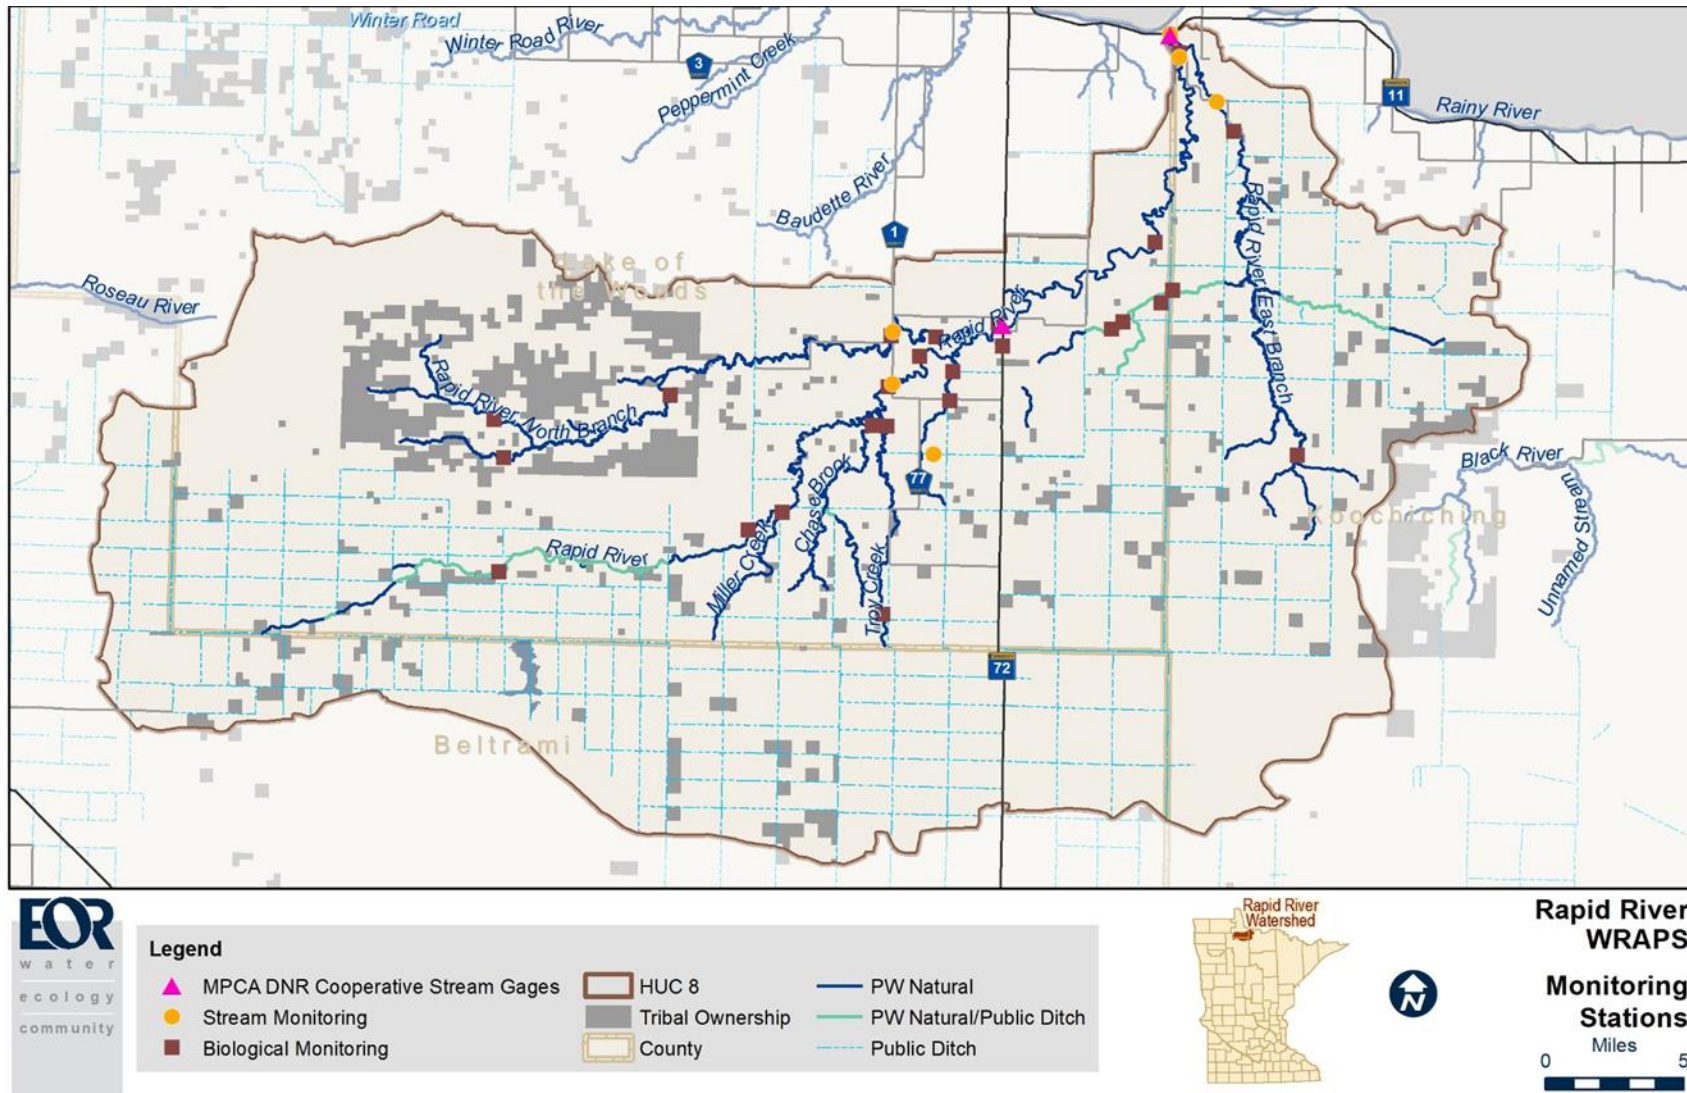 Winter Road
Winter Road River
3
Peppermint Creek
11
Rainy River
Baudette River
1
Rapid River, East Branch
Lake of
the Woods
Roseau River
Rapid River
Rapid River, North Branch
Black River
77
Chase Brook
Koochiching
Unnamed Stream
Rapid River
Miller Creek
Troy Creek
72
Beltrami
EOR
water
ecology
community
Legend
MPCA DNR Cooperative Stream Gages
Stream Monitoring
Biological Monitoring
HUC 8
Tribal Ownership
County
PW Natural
PW Natural/Public Ditch
Public Ditch
Rapid River
Watershed
N
Rapid River
WRAPS
Monitoring
Stations
Miles
0 5